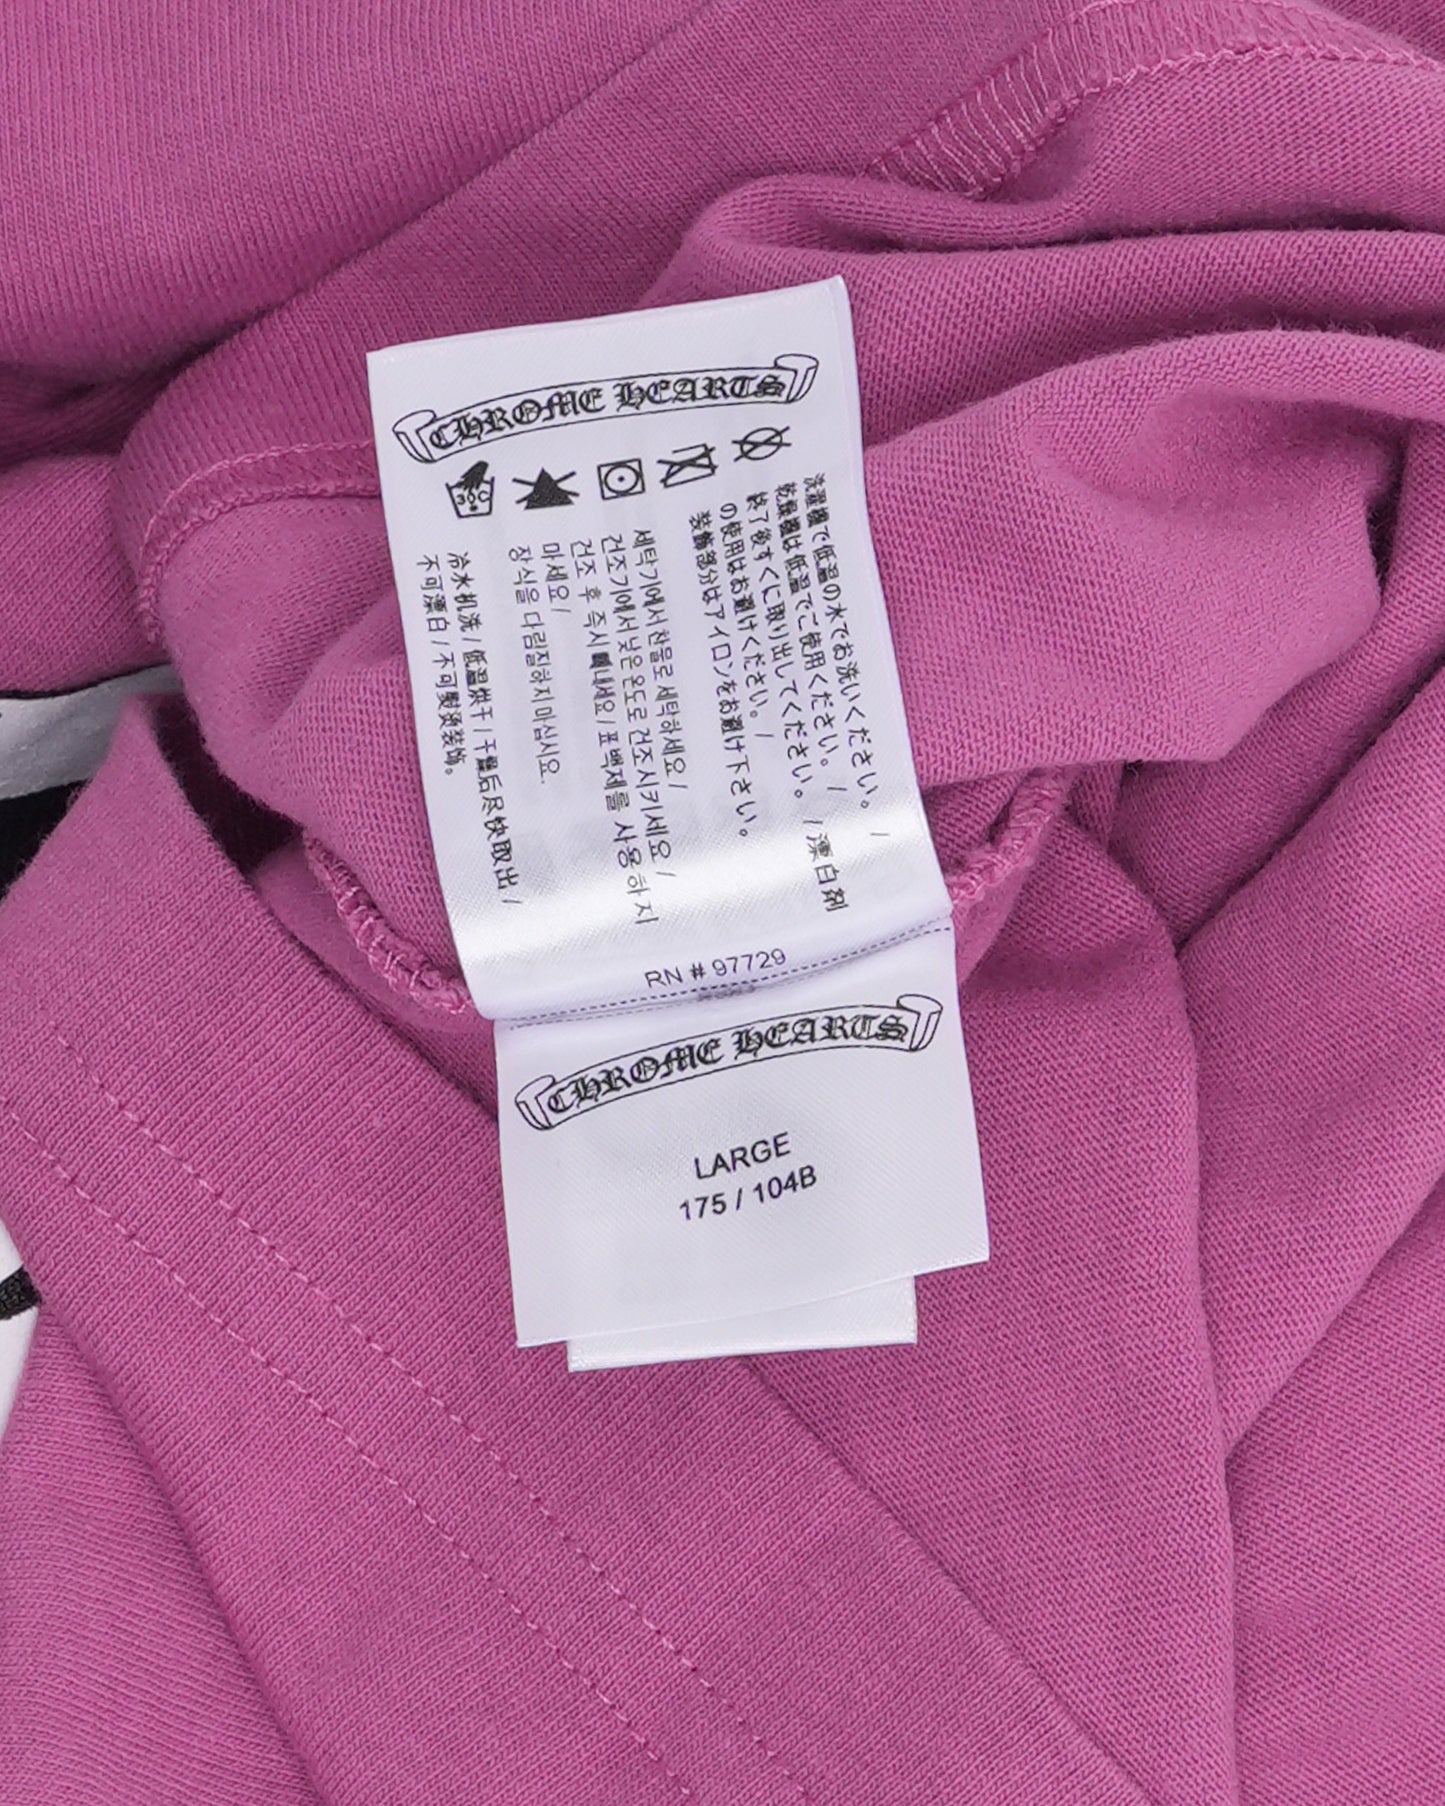 CHROME HEARTS
30C
洗濯機で低温の水でお洗いください。 /
乾燥機は低温でご使用ください。 /
終了後すぐに取り出してください。 / 漂白剤
の使用はお避けください。 /
装飾部分はアイロンをお避け下さい。
세탁기에서 찬물로 세탁하세요 /
건조기에서 낮은 온도로 건조시키세요 /
건조 후 즉시 빼내세요 / 표백제를 사용하지
마세요 /
장식을 다림질하지 마십시요.
冷水机洗 / 低温烘干 / 干燥后尽快取出 /
不可漂白 / 不可熨烫装饰。
RN # 97729
CHROME HEARTS
LARGE
175 / 104B